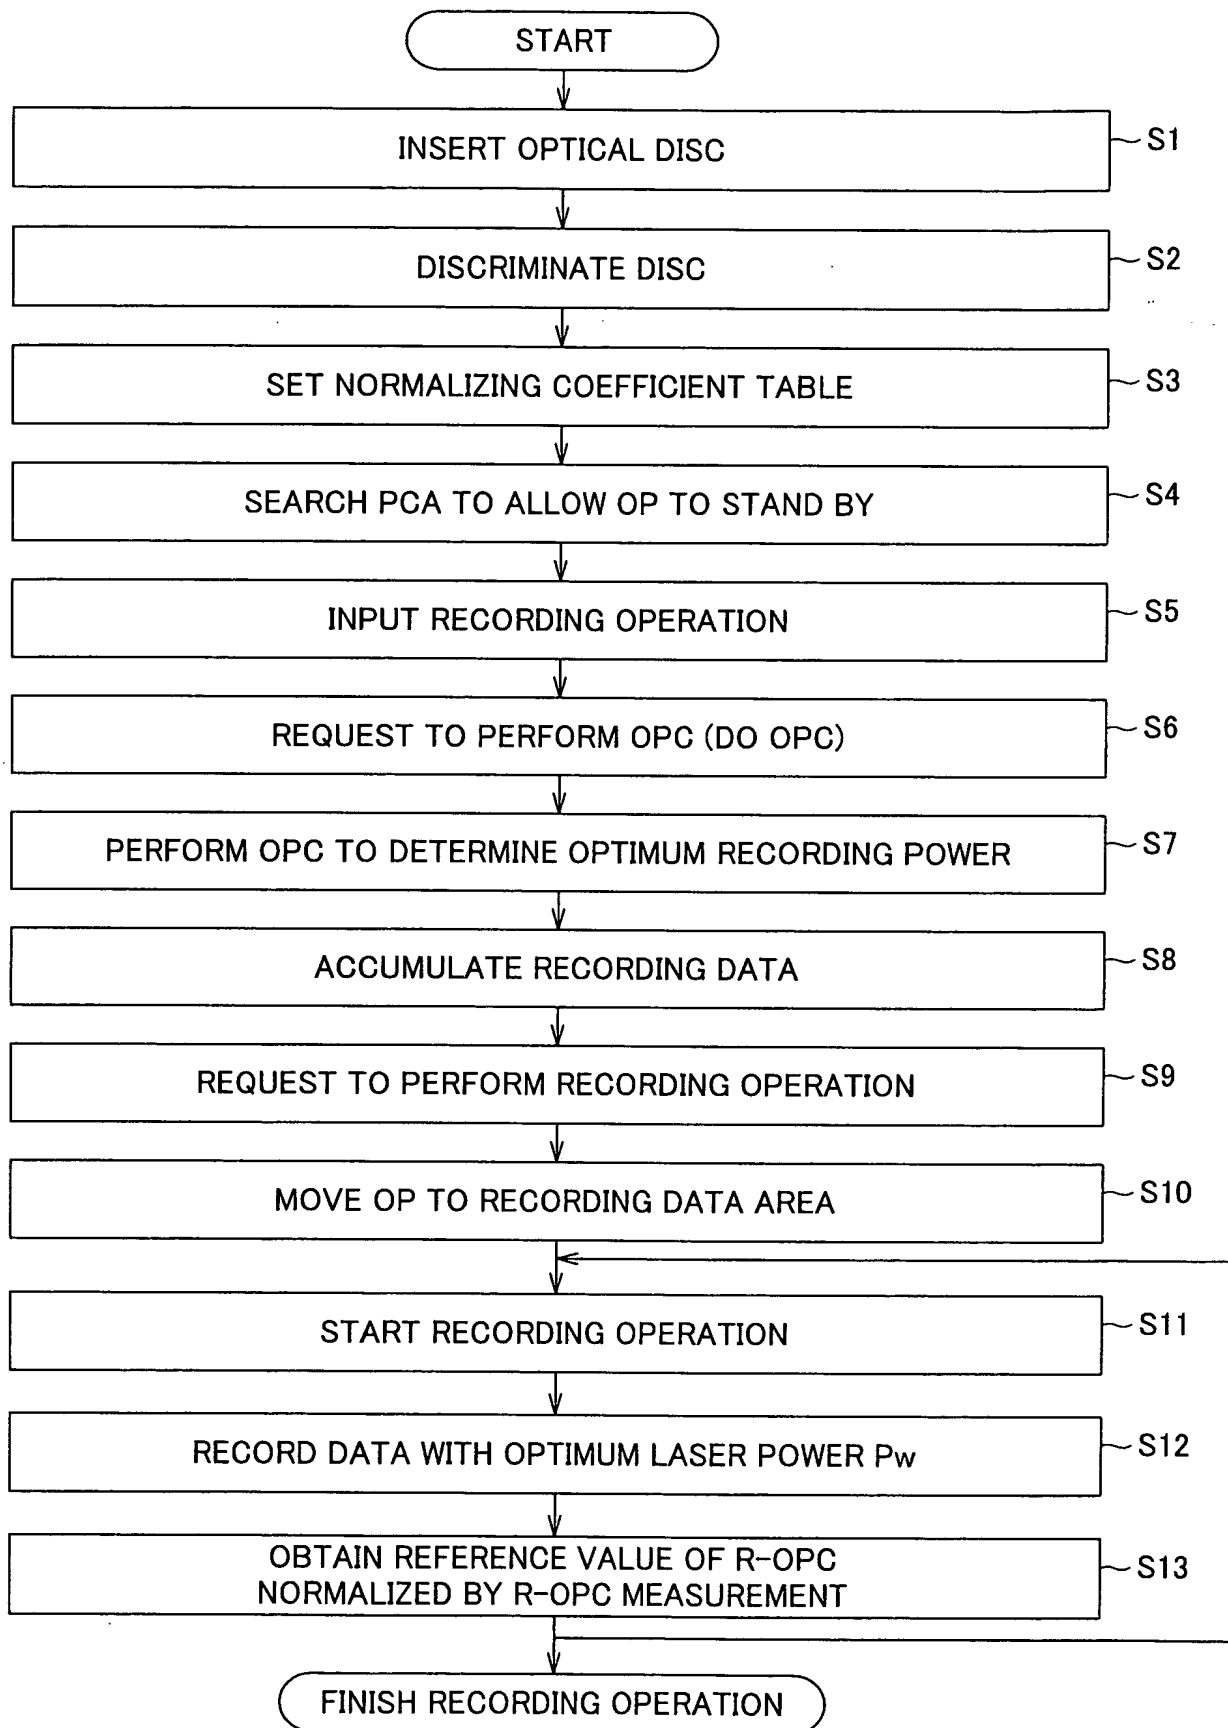 START
INSERT OPTICAL DISC
S1
DISCRIMINATE DISC
S2
SET NORMALIZING COEFFICIENT TABLE
S3
SEARCH PCA TO ALLOW OP TO STAND BY
S4
INPUT RECORDING OPERATION
S5
REQUEST TO PERFORM OPC (DO OPC)
S6
PERFORM OPC TO DETERMINE OPTIMUM RECORDING POWER
S7
ACCUMULATE RECORDING DATA
S8
REQUEST TO PERFORM RECORDING OPERATION
S9
MOVE OP TO RECORDING DATA AREA
S10
START RECORDING OPERATION
S11
RECORD DATA WITH OPTIMUM LASER POWER Pw
S12
OBTAIN REFERENCE VALUE OF R-OPC
NORMALIZED BY R-OPC MEASUREMENT
S13
FINISH RECORDING OPERATION